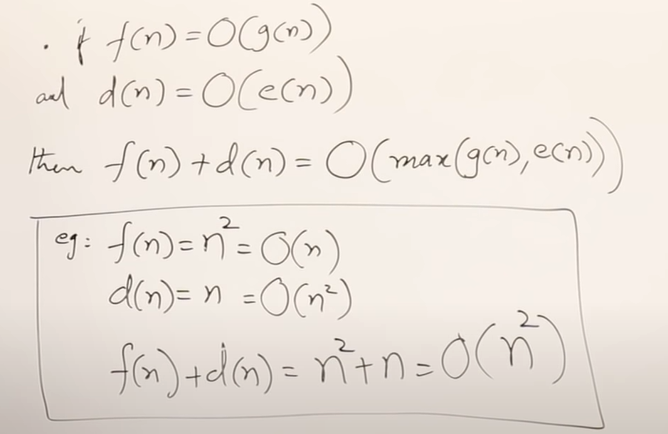 . if f(n) = O(g(n))
and d(n) = O(e(n))
then f(n) + d(n) = O(max(g(n), e(n)))
eg: f(n) = n² = O(n)
d(n) = n = O(n²)
f(n) + d(n) = n² + n = O(n²)